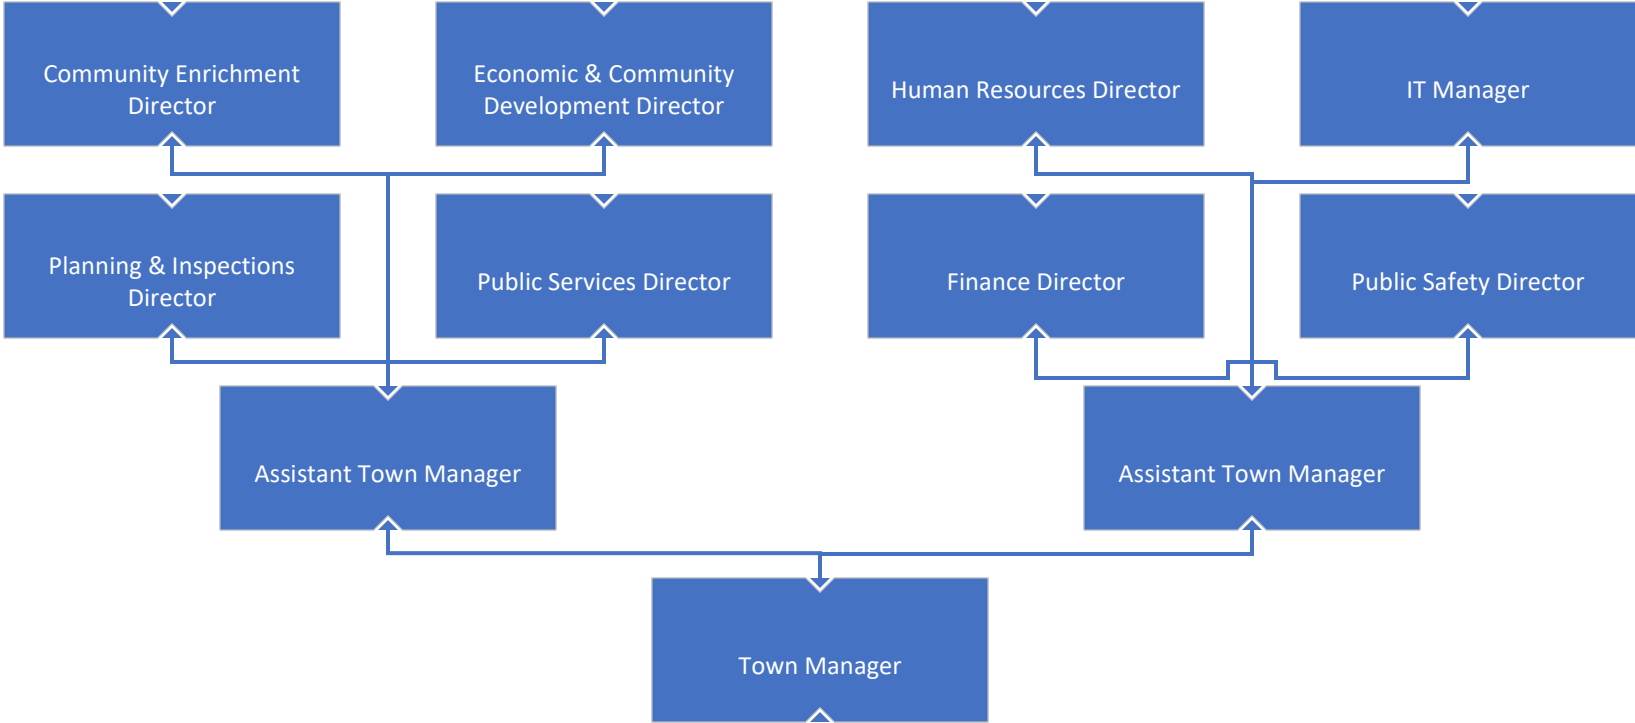 Community Enrichment
Director
Economic & Community
Development Director
Human Resources Director
IT Manager
Planning & Inspections
Director
Public Services Director
Finance Director
Public Safety Director
Assistant Town Manager
Assistant Town Manager
Town Manager